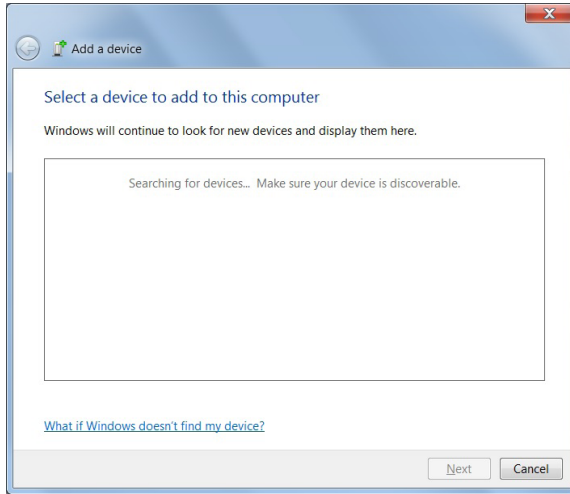 X
Add a device
Select a device to add to this computer
Windows will continue to look for new devices and display them here.
Searching for devices... Make sure your device is discoverable.
What if Windows doesn't find my device?
Next
Cancel